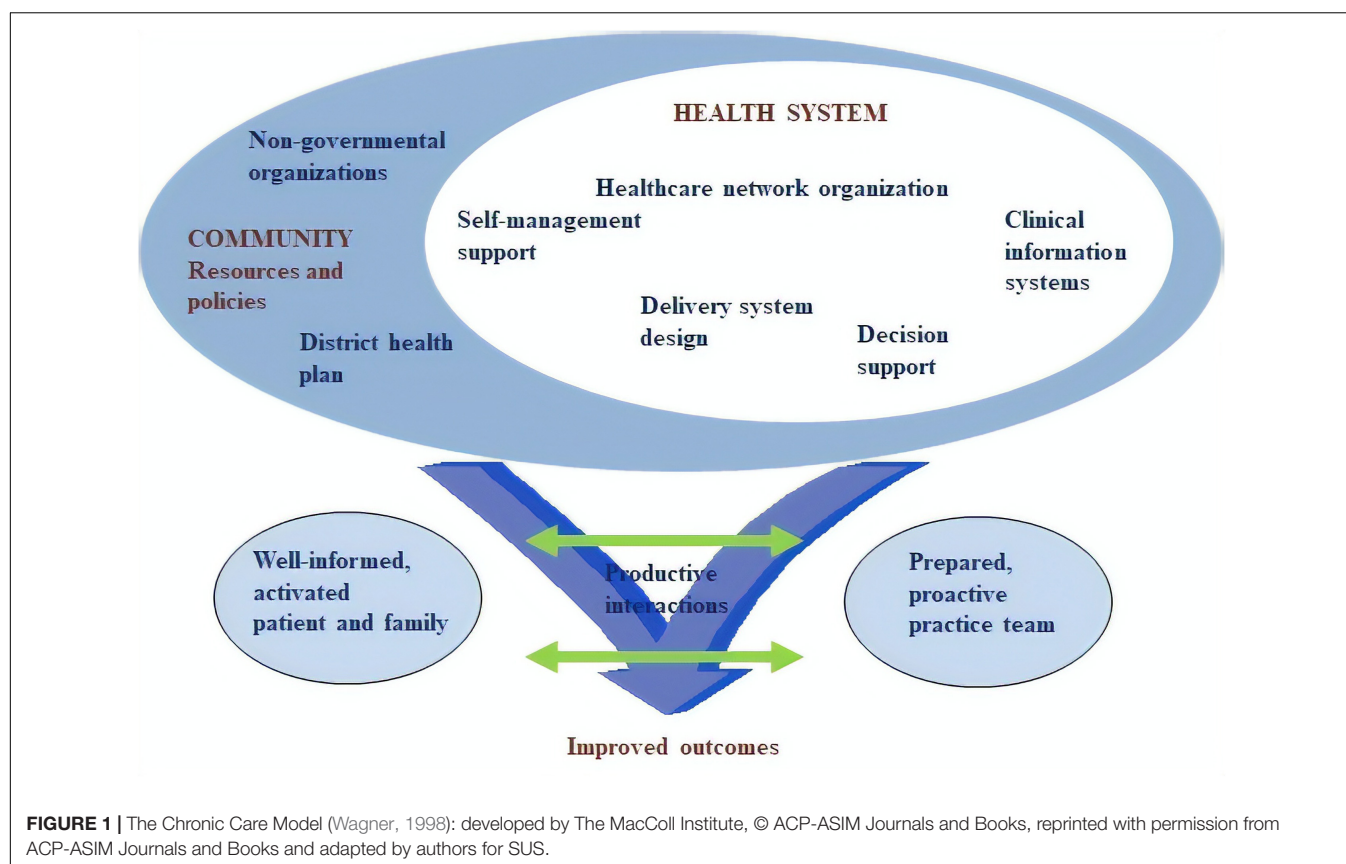 HEALTH SYSTEM
Non-governmental
organizations
Healthcare network organization
Self-management
support
Clinical
information
systems
COMMUNITY
Resources and
policies
Delivery system
design
Decision
support
District health
plan
Well-informed,
activated
patient and family
Productive
interactions
Prepared,
proactive
practice team
Improved outcomes
FIGURE 1 | The Chronic Care Model (Wagner, 1998): developed by The MacColl Institute, © ACP-ASIM Journals and Books, reprinted with permission from
ACP-ASIM Journals and Books and adapted by authors for SUS.